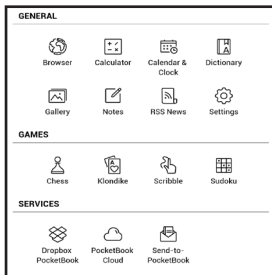 GENERAL
Browser Calculator Calendar & Dictionary
Clock
Gallery Notes RSS News Settings
GAMES
Chess Klondike Scribble Sudoku
SERVICES
Dropbox PocketBook Send-to-
PocketBook Cloud PocketBook